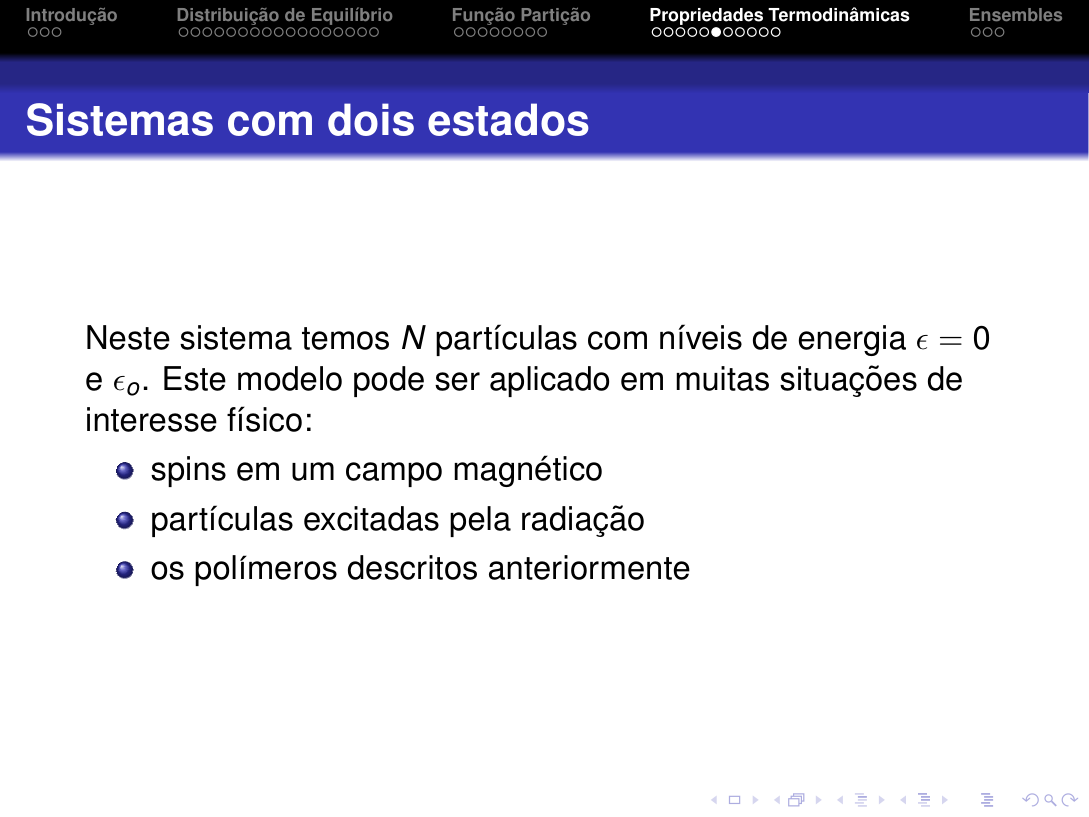 Introdução
Distribuição de Equilíbrio
Função Partição
Propriedades Termodinâmicas
Ensembles
Sistemas com dois estados
Neste sistema temos N partículas com níveis de energia ϵ = 0
e ϵo. Este modelo pode ser aplicado em muitas situações de
interesse físico:
spins em um campo magnético
partículas excitadas pela radiação
os polímeros descritos anteriormente